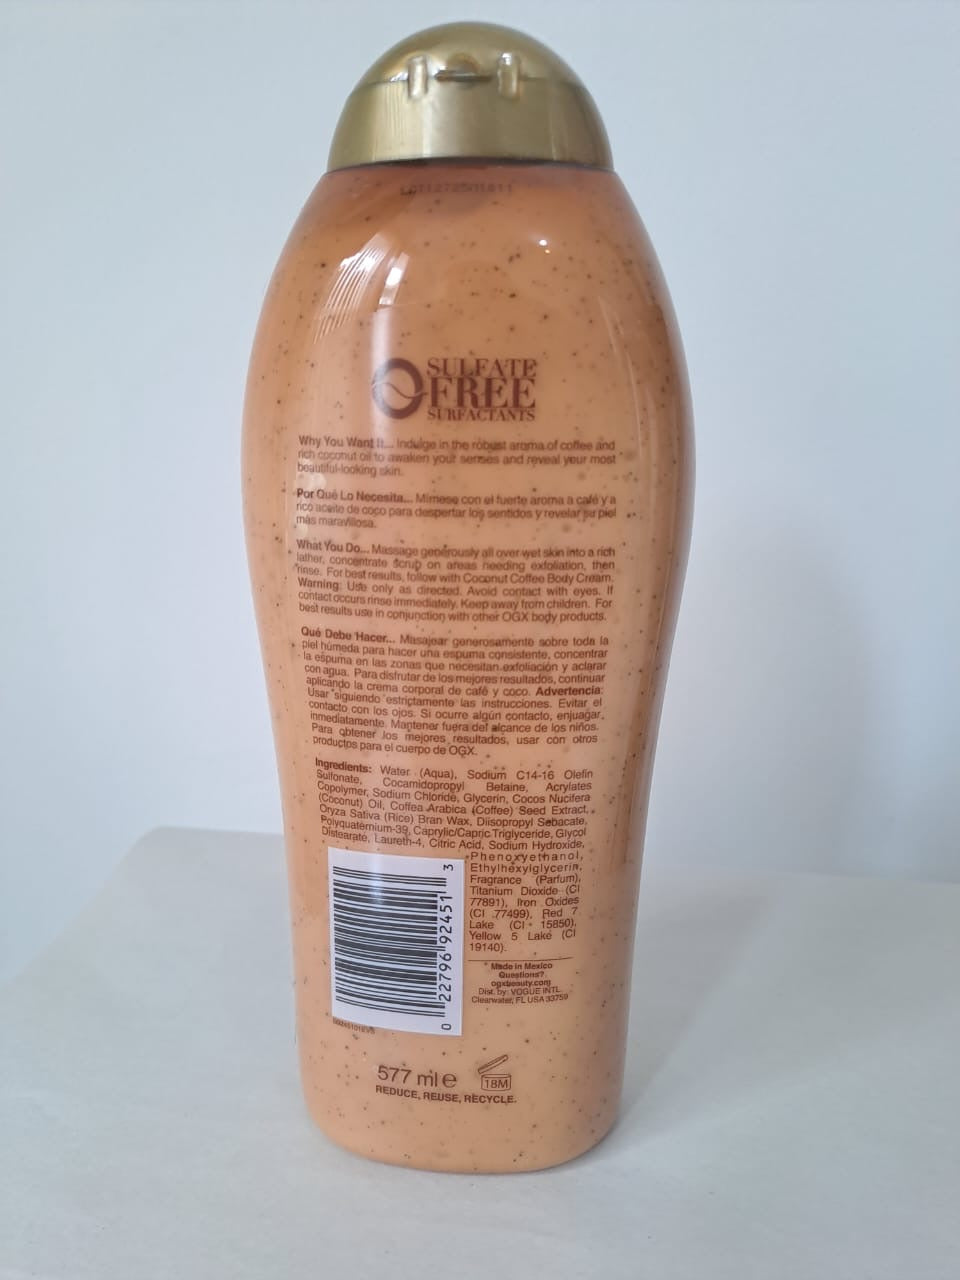 SULFATE
FREE
SURFACTANTS
Why You Want It... Indulge in the robust aroma of coffee and
rich coconut oil to awaken your senses and reveal your most
beautiful-looking skin.
Por Qué Lo Necesita... Mímese con el fuerte aroma a café y a
rico aceite de coco para despertar los sentidos y revelar su piel
más maravillosa.
What You Do... Massage generously all over wet skin into a rich
lather, concentrate scrub on areas needing exfoliation, then
rinse. For best results, follow with Coconut Coffee Body Cream.
Warning: Use only as directed. Avoid contact with eyes. If
contact occurs rinse immediately. Keep away from children. For
best results use in conjunction with other OGX body products.
Qué Debe Hacer... Masajear generosamente sobre toda la
piel húmeda para hacer una espuma consistente, concentrar
la espuma en las zonas que necesitan exfoliación y aclarar
con agua. Para disfrutar de los mejores resultados, continuar
aplicando la crema corporal de café y coco. Advertencia:
Usar siguiendo estrictamente las instrucciones. Evitar el
contacto con los ojos. Si ocurre algún contacto, enjuagar
inmediatamente. Mantener fuera del alcance de los niños.
Para obtener los mejores resultados, usar con otros
productos para el cuerpo de OGX.
Ingredients: Water (Aqua), Sodium C14-16 Olefin
Sulfonate, Cocamidopropyl Betaine, Acrylates
Copolymer, Sodium Chloride, Glycerin, Cocos Nucifera
(Coconut) Oil, Coffea Arabica (Coffee) Seed Extract,
Oryza Sativa (Rice) Bran Wax, Diisopropyl Sebacate,
Polyquaternium-39, Caprylic/Capric Triglyceride, Glycol
Distearate, Laureth-4, Citric Acid, Sodium Hydroxide,
Phenoxyethanol,
Ethylhexylglycerin,
Fragrance (Parfum),
Titanium Dioxide (CI
77891), Iron Oxides
(CI 77499), Red 7
Lake (CI 15850),
Yellow 5 Lake (CI
19140).
0 22796 92451 3
Made in Mexico
Questions?
ogxbeauty.com
Dist. by: VOGUE INTL.
Clearwater, FL USA 33759
577 ml e
18M
REDUCE, REUSE, RECYCLE.